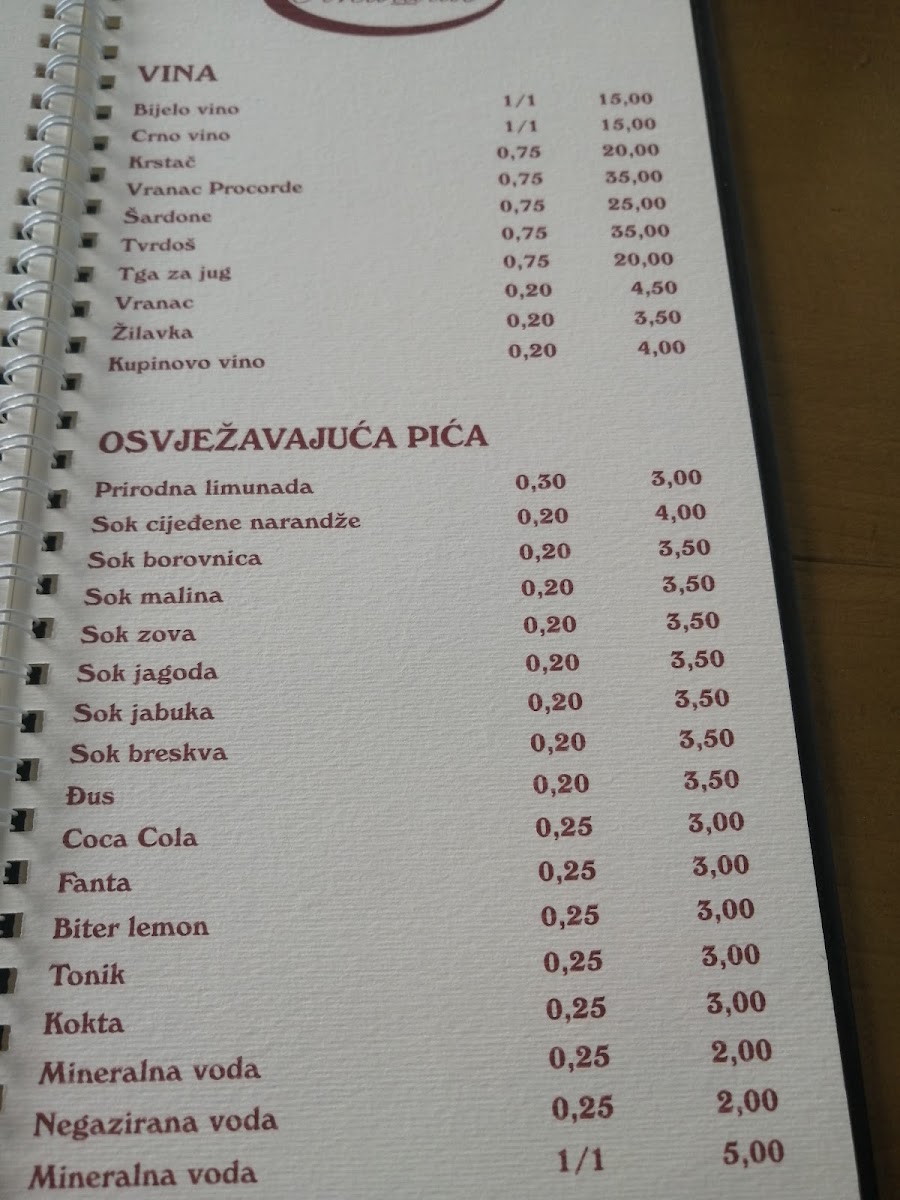 VINA
Bijelo vino 1/1 15,00
Crno vino 1/1 15,00
Krstač 0,75 20,00
Vranac Procorde 0,75 35,00
Šardone 0,75 25,00
Tvrdoš 0,75 35,00
Tga za jug 0,75 20,00
Vranac 0,20 4,50
Žilavka 0,20 3,50
Kupinovo vino 0,20 4,00
OSVJEŽAVAJUĆA PIĆA
Prirodna limunada 0,30 3,00
Sok cijeđene narandže 0,20 4,00
Sok borovnica 0,20 3,50
Sok malina 0,20 3,50
Sok zova 0,20 3,50
Sok jagoda 0,20 3,50
Sok jabuka 0,20 3,50
Sok breskva 0,20 3,50
Đus 0,20 3,50
Coca Cola 0,25 3,00
Fanta 0,25 3,00
Biter lemon 0,25 3,00
Tonik 0,25 3,00
Kokta 0,25 3,00
Mineralna voda 0,25 2,00
Negazirana voda 0,25 2,00
Mineralna voda 1/1 5,00